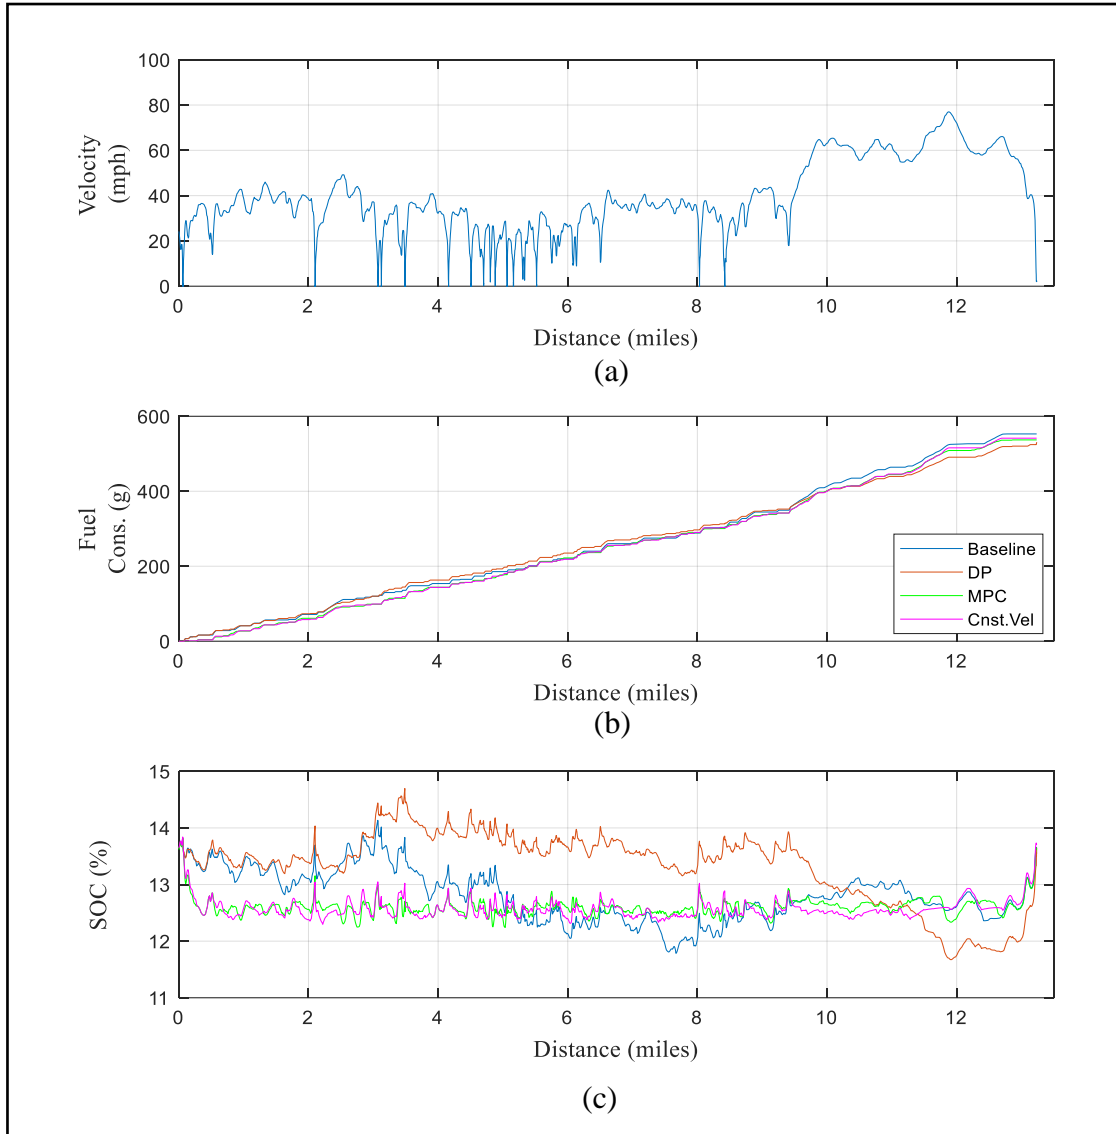 100
80
60
40
20
0
Velocity
(mph)
0 2 4 6 8 10 12
Distance (miles)
(a)
600
400
200
0
Fuel
Cons. (g)
Baseline
DP
MPC
Cnst.Vel
0 2 4 6 8 10 12
Distance (miles)
(b)
15
14
13
12
11
SOC (%)
0 2 4 6 8 10 12
Distance (miles)
(c)